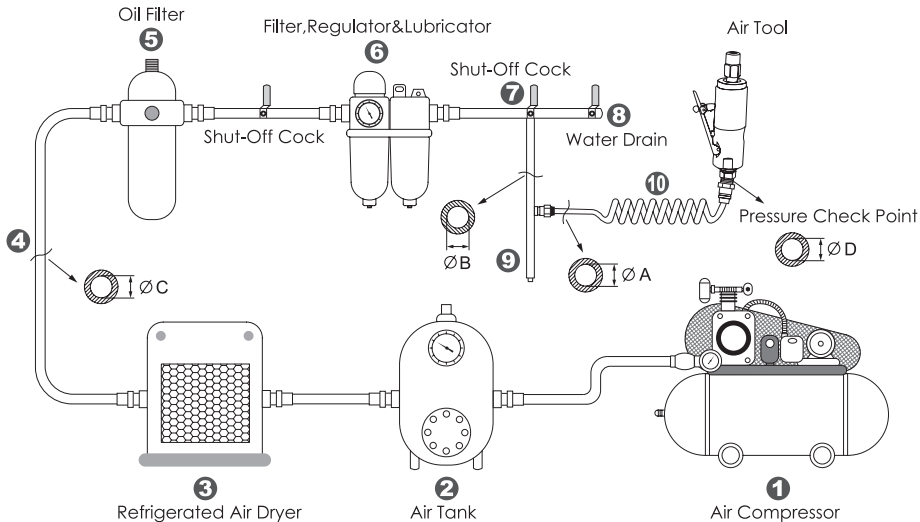 Oil Filter
5
Filter,Regulator&Lubricator
6
Air Tool
Shut-Off Cock
7
8
Shut-Off Cock
Water Drain
10
Pressure Check Point
4
9
ØB
ØA
ØD
ØC
3
Refrigerated Air Dryer
2
Air Tank
1
Air Compressor